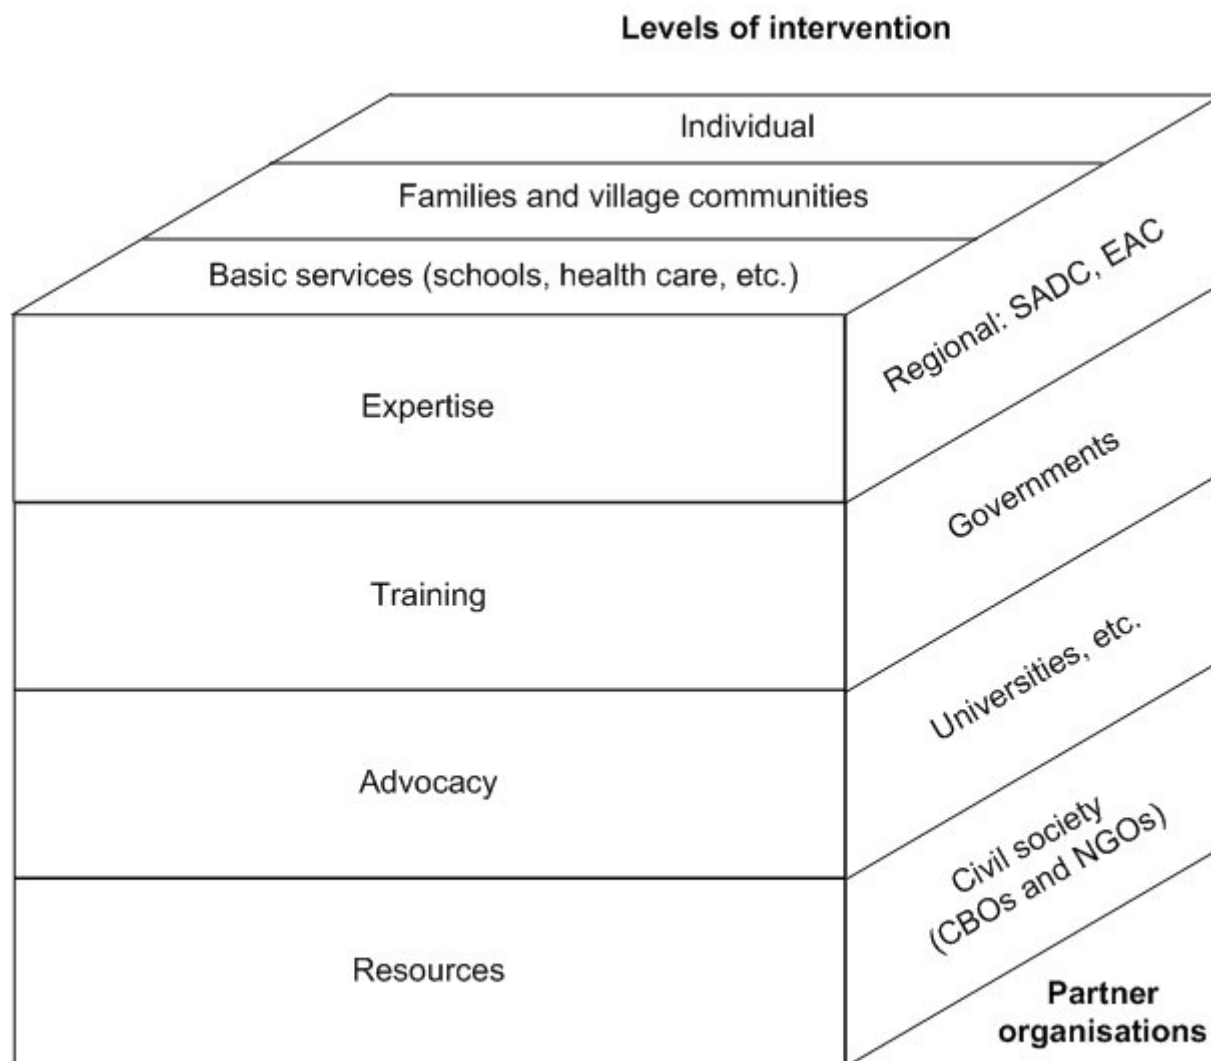 Levels of intervention
Individual
Families and village communities
Basic services (schools, health care, etc.)
Expertise
Training
Advocacy
Resources
Regional: SADC, EAC
Governments
Universities, etc.
Civil society
(CBOs and NGOs)
Partner
organisations